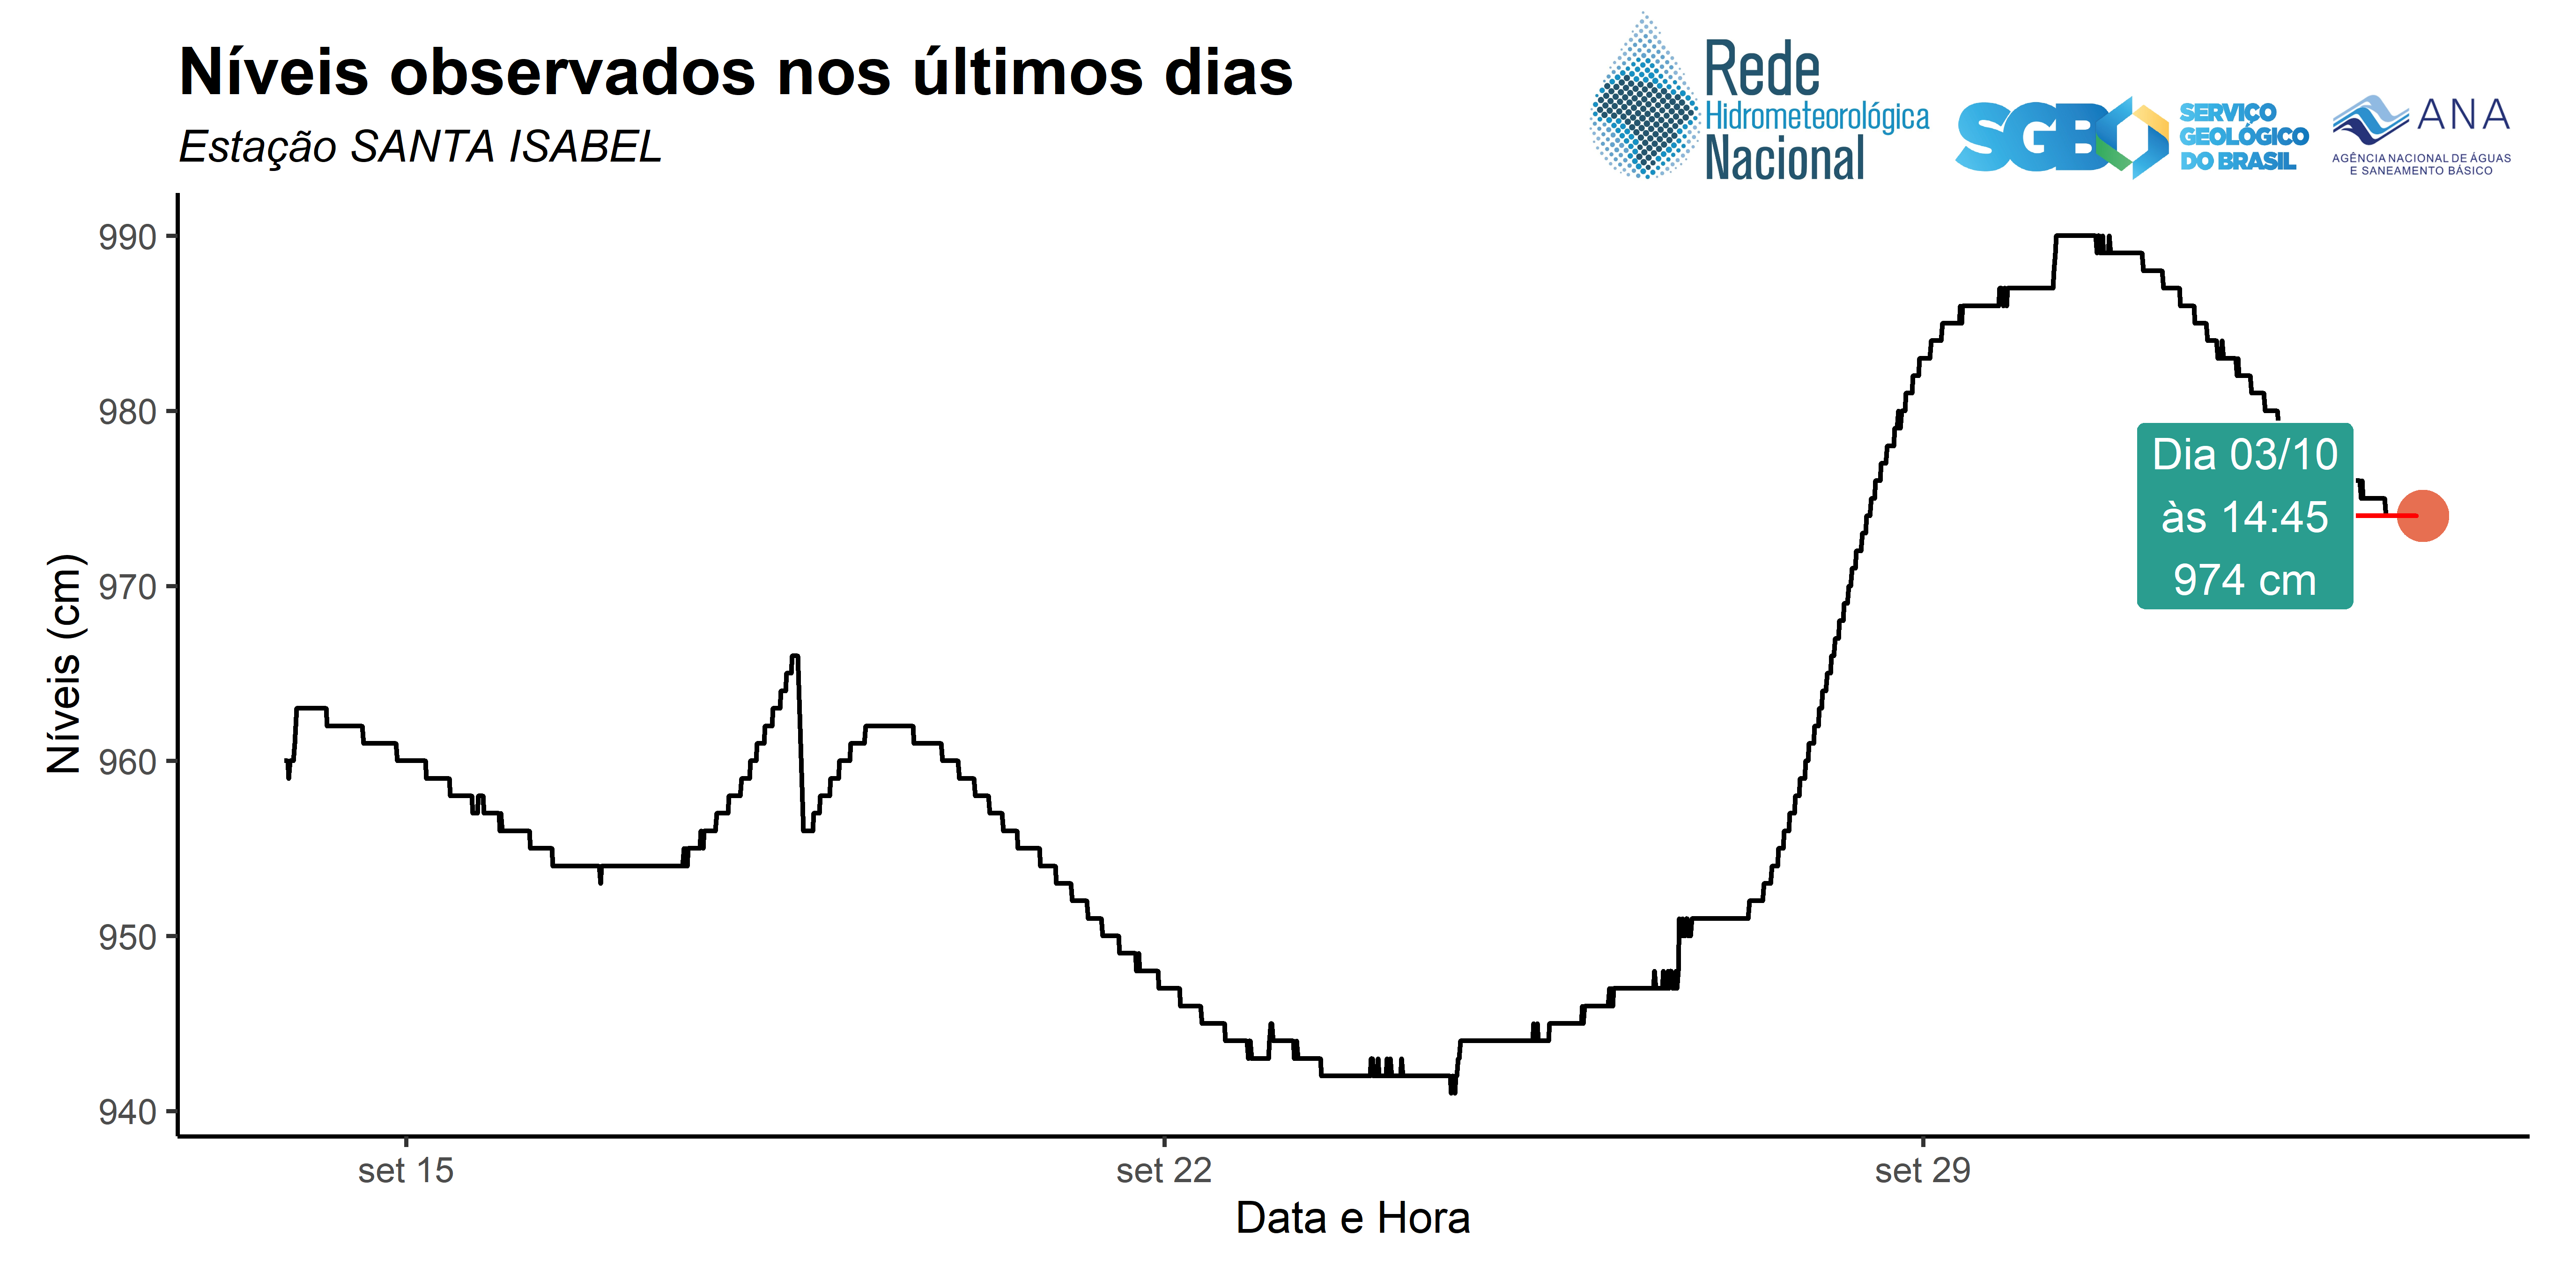 Níveis observados nos últimos dias
Estação SANTA ISABEL
Rede
Hidrometeorológica
Nacional
SGB
SERVIÇO
GEOLÓGICO
DO BRASIL
ANA
AGÊNCIA NACIONAL DE ÁGUAS
E SANEAMENTO BÁSICO
Níveis (cm)
990
980
970
960
950
940
Dia 03/10
às 14:45
974 cm
set 15
set 22
set 29
Data e Hora